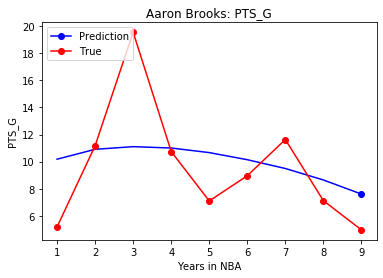 Aaron Brooks: PTS_G
Prediction
True
PTS_G
20
18
16
14
12
10
8
6
1 2 3 4 5 6 7 8 9
Years in NBA